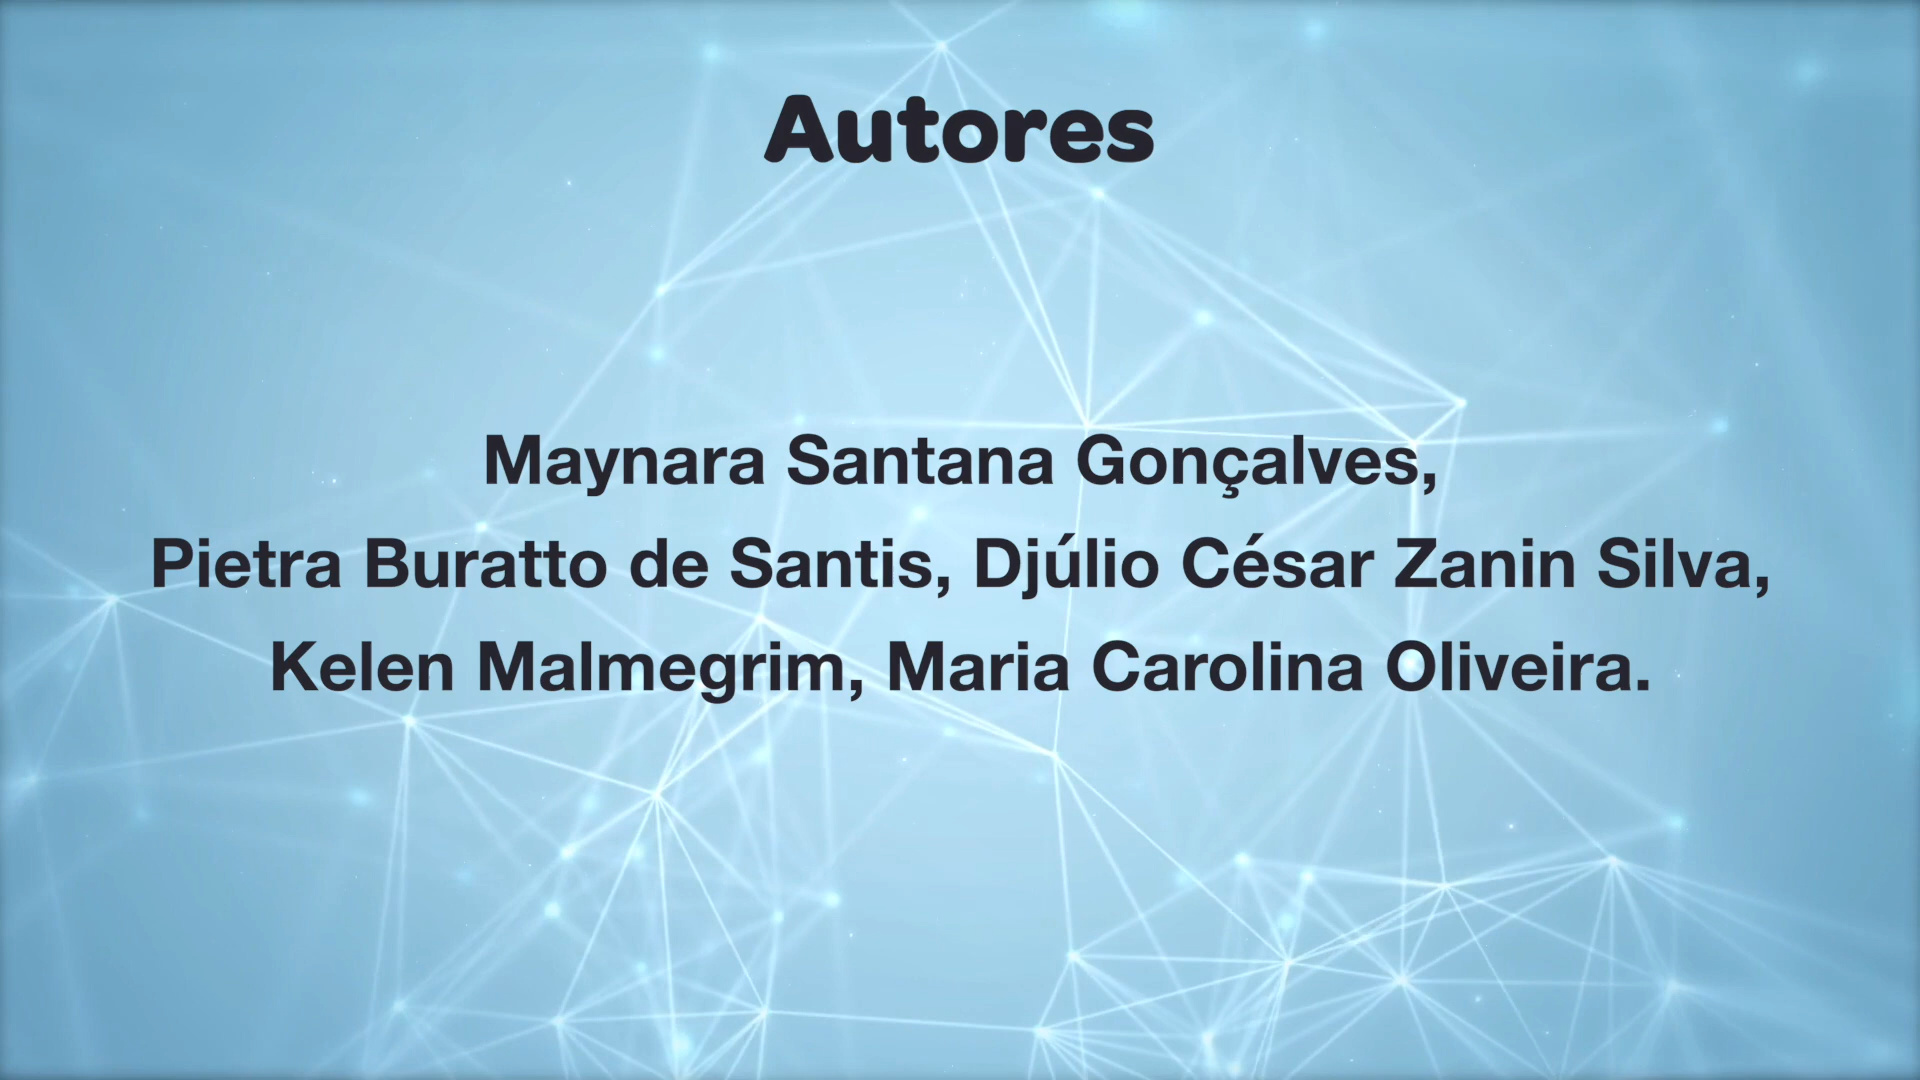 Autores
Maynara Santana Gonçalves,
Pietra Buratto de Santis, Djúlio César Zanin Silva,
Kelen Malmegrim, Maria Carolina Oliveira.